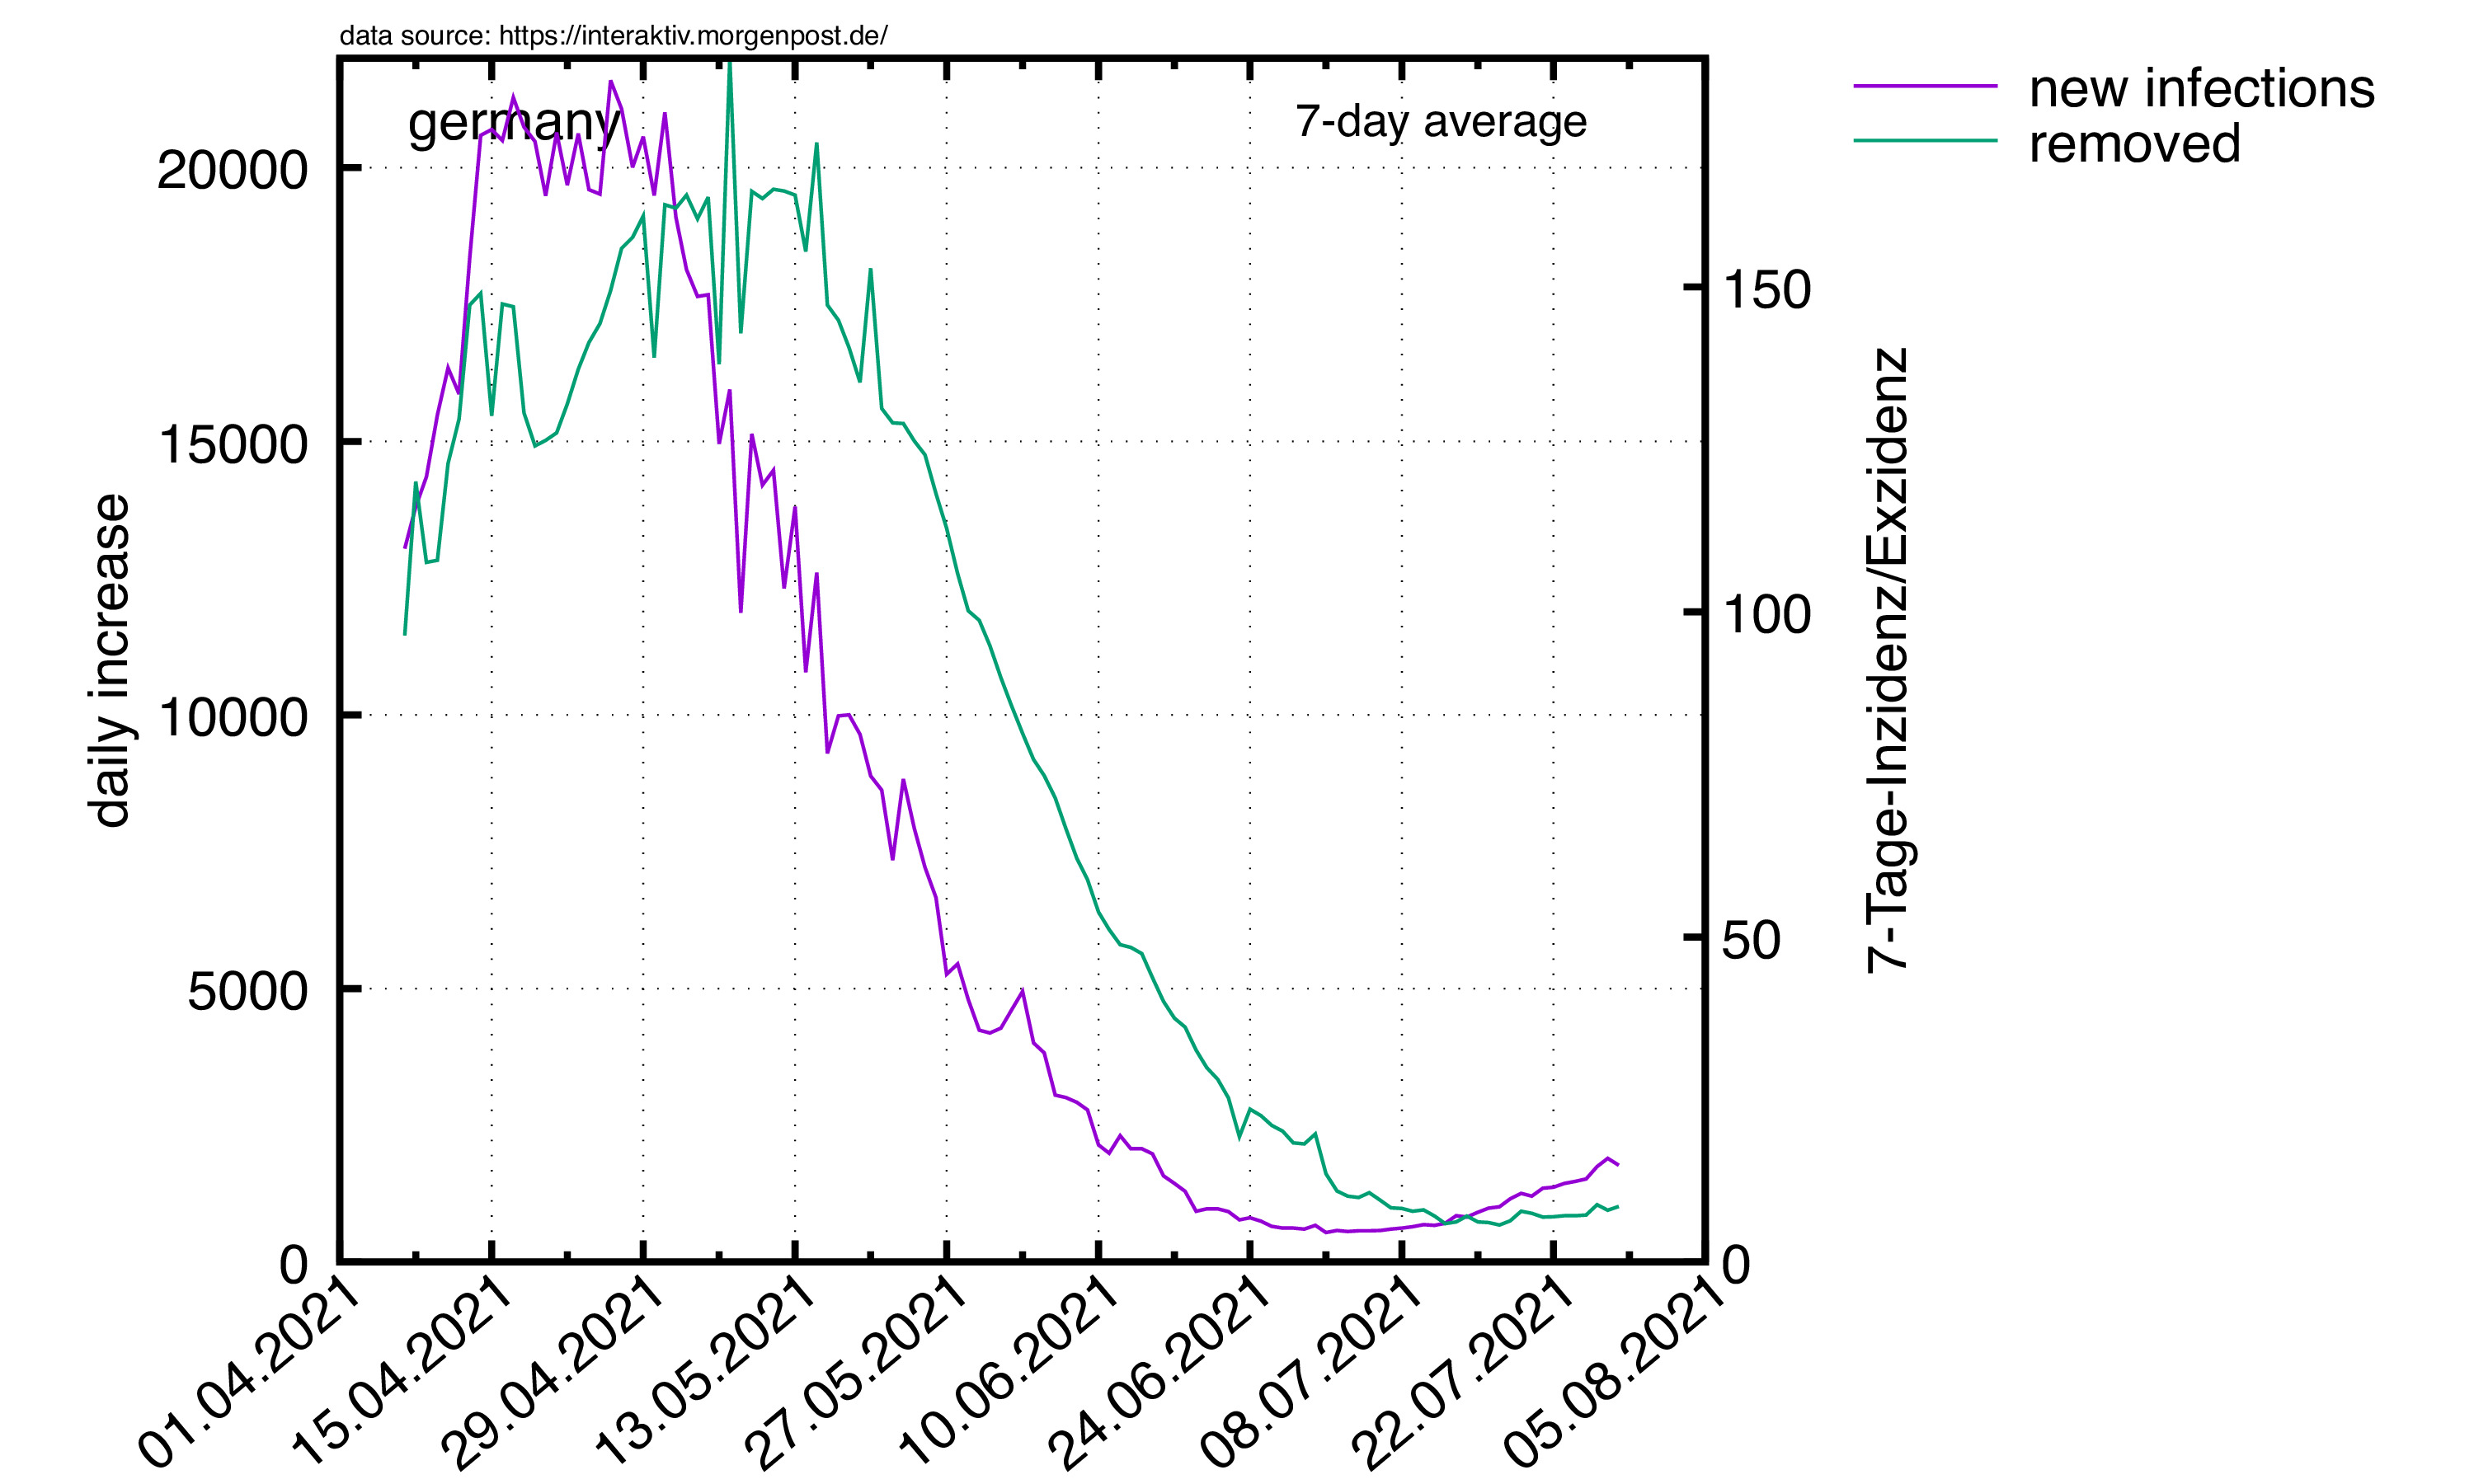 data source: https://interaktiv.morgenpost.de/
germany
7-day average
new infections
removed
daily increase
20000
15000
10000
5000
0
150
100
50
0
7-Tage-Inzidenz/Exzidenz
01.04.2021
15.04.2021
29.04.2021
13.05.2021
27.05.2021
10.06.2021
24.06.2021
08.07.2021
22.07.2021
05.08.2021